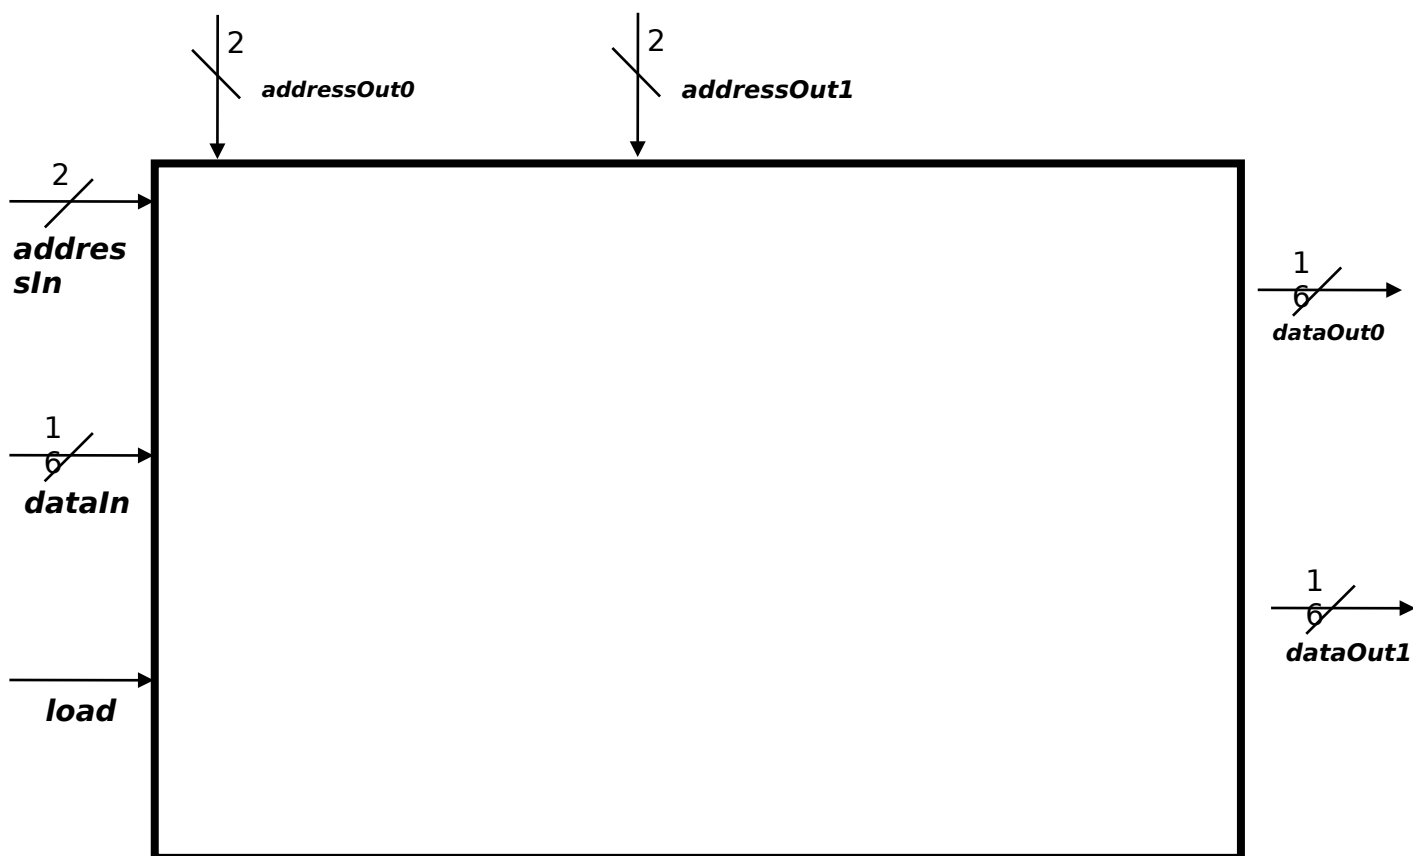 2
addressOut0
2
addressOut1
2
addres
sIn
1
6
dataOut0
1
6
dataIn
1
6
dataOut1
load